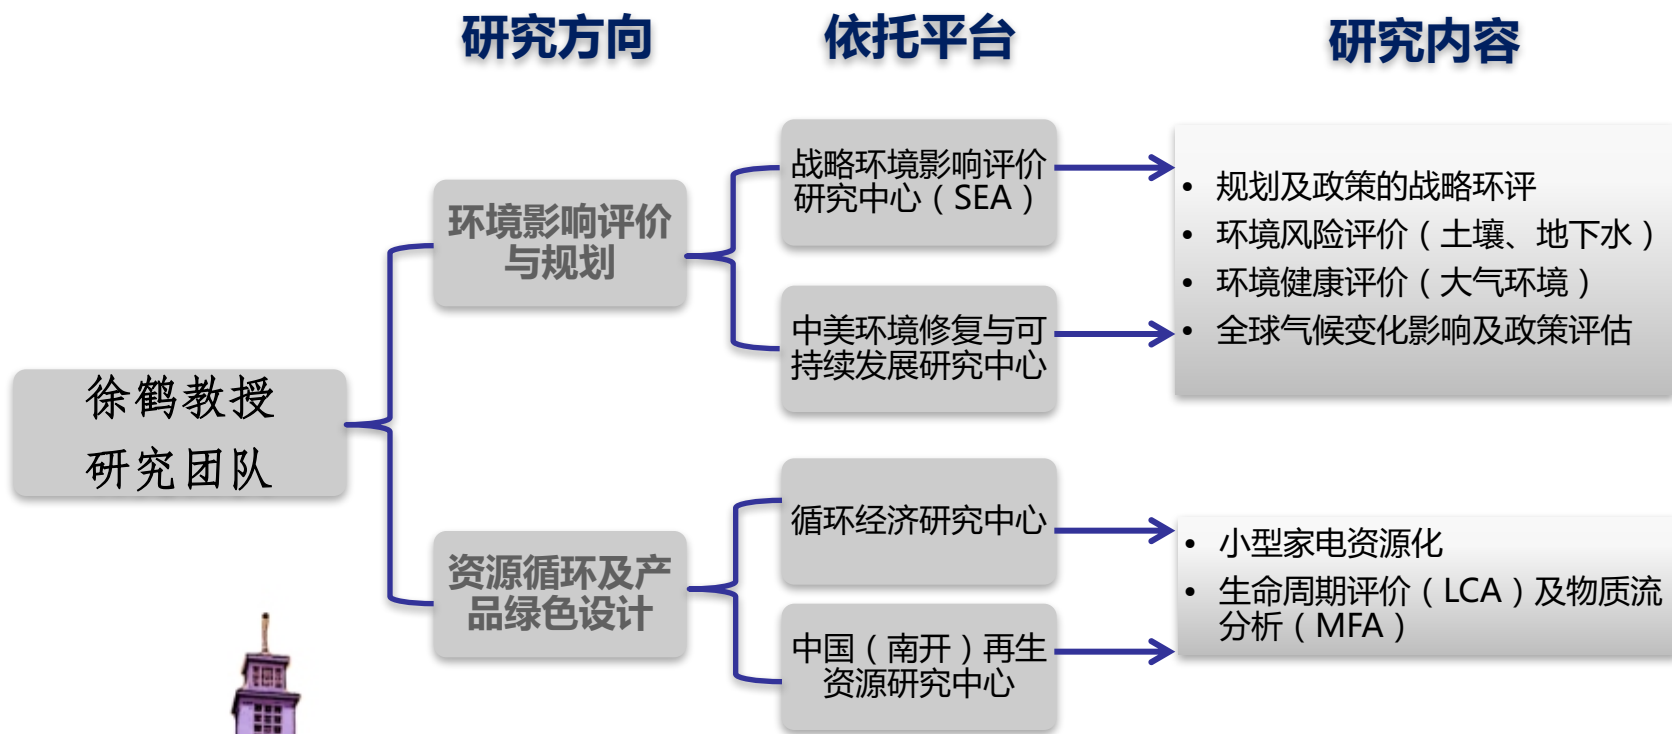 研究方向
依托平台
研究内容
徐鹤教授
研究团队
环境影响评价
与规划
战略环境影响评价
研究中心（SEA）
中美环境修复与可
持续发展研究中心
• 规划及政策的战略环评
• 环境风险评价（土壤、地下水）
• 环境健康评价（大气环境）
• 全球气候变化影响及政策评估
资源循环及产
品绿色设计
循环经济研究中心
中国（南开）再生
资源研究中心
• 小型家电资源化
• 生命周期评价（LCA）及物质流
分析（MFA）